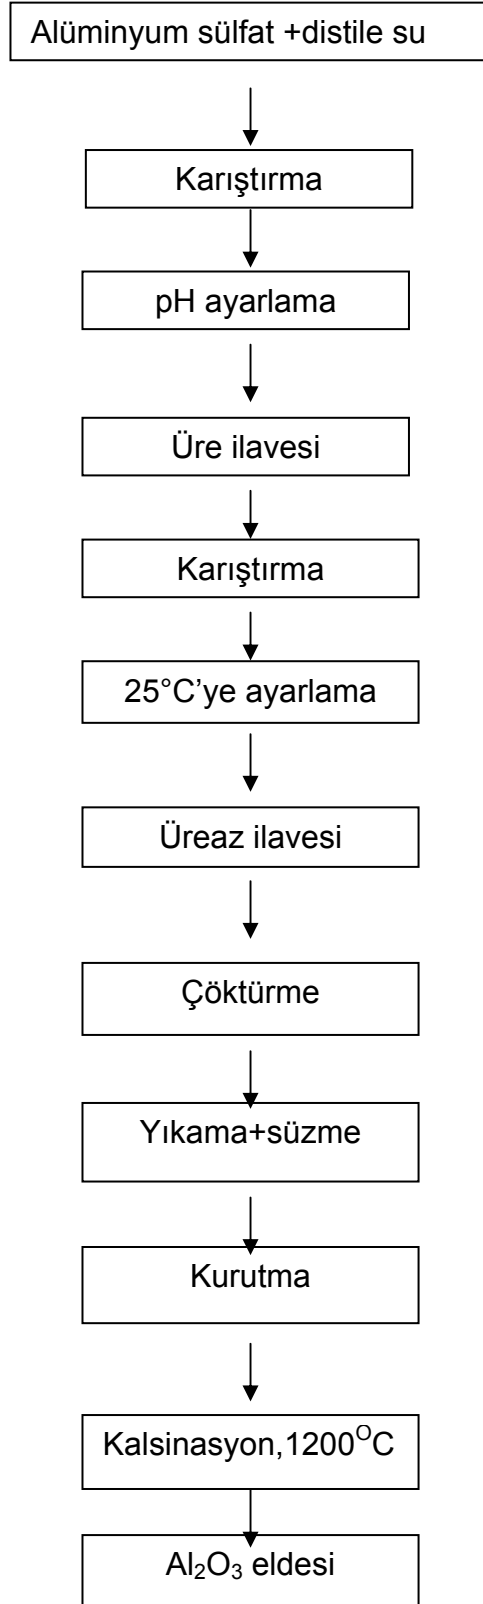 Alüminyum sülfat +distile su
Karıştırma
pH ayarlama
Üre ilavesi
Karıştırma
25°C’ye ayarlama
Üreaz ilavesi
Çöktürme
Yıkama+süzme
Kurutma
Kalsinasyon,1200⁰C
Al₂O₃ eldesi